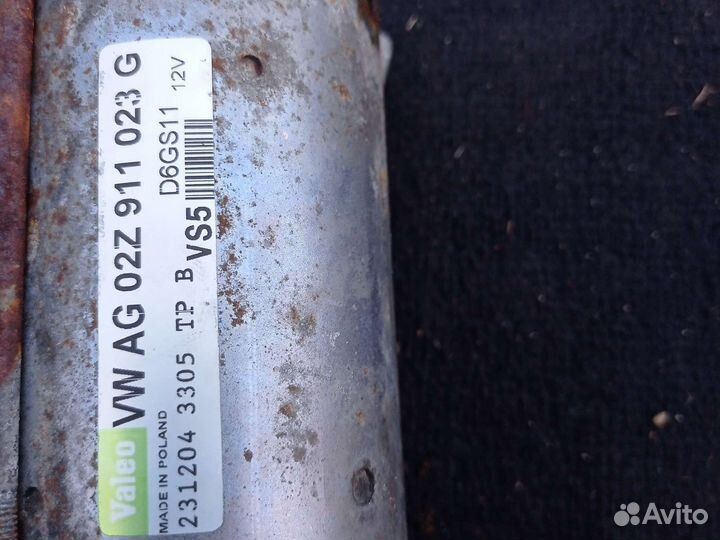 Valeo VW AG 02Z 911 023 G
MADE IN POLAND D6GS11 12V
231204 3305 TP B VS5
Avito